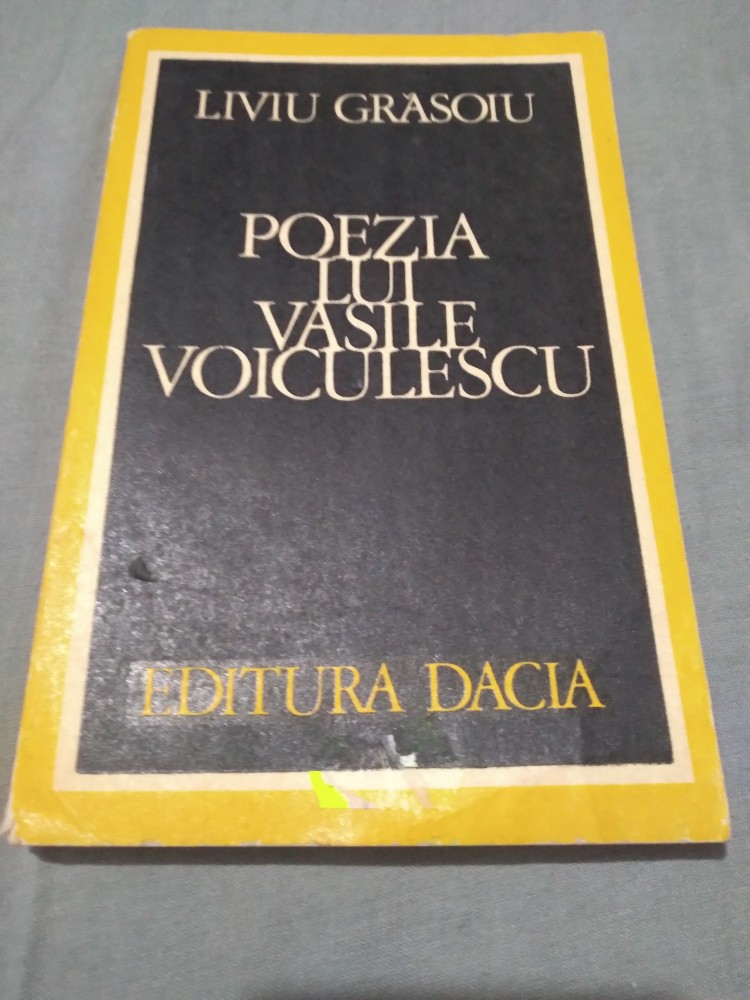 LIVIU GRĂSOIU
POEZIA
LUI
VASILE
VOICULESCU
EDITURA DACIA